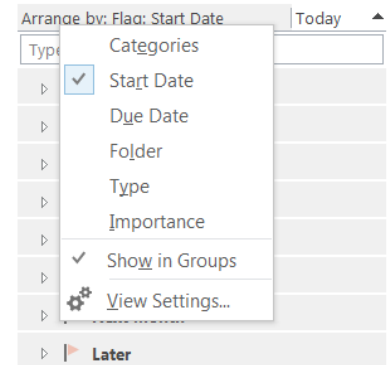 Arrange by: Flag: Start Date Today
Type
Categories
Start Date
Due Date
Folder
Type
Importance
Show in Groups
View Settings...
Later